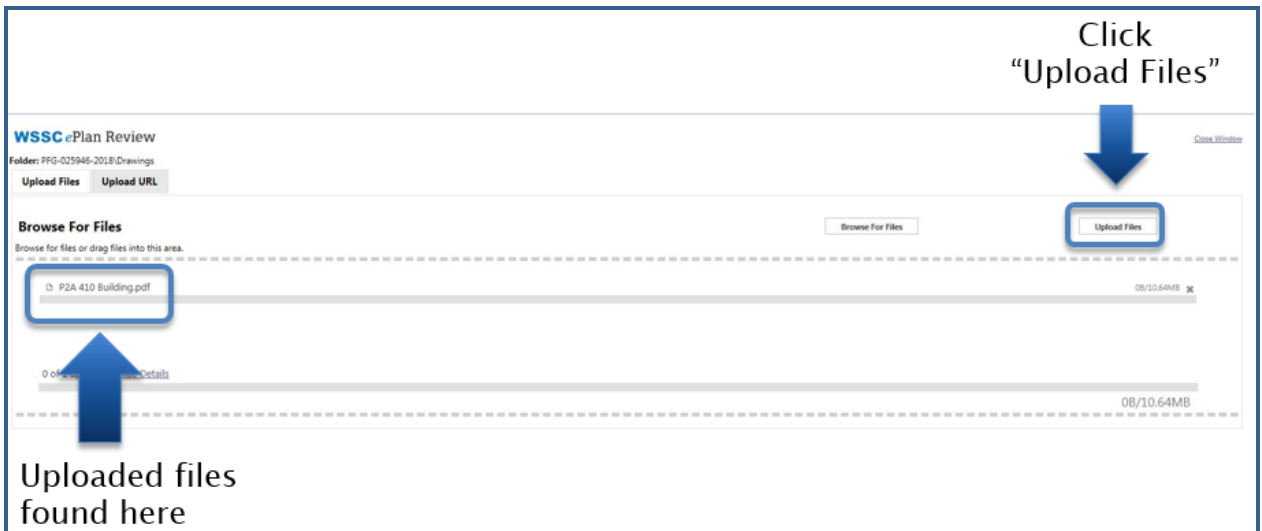 Click
“Upload Files”
WSSC ePlan Review
Close Window
Folder: PFG-025946-2018\Drawings
Upload Files Upload URL
Browse For Files
Browse For Files
Upload Files
Browse for files or drag files into this area.
P2A 410 Building.pdf
0B/10.64MB
0 of
Details
0B/10.64MB
Uploaded files
found here